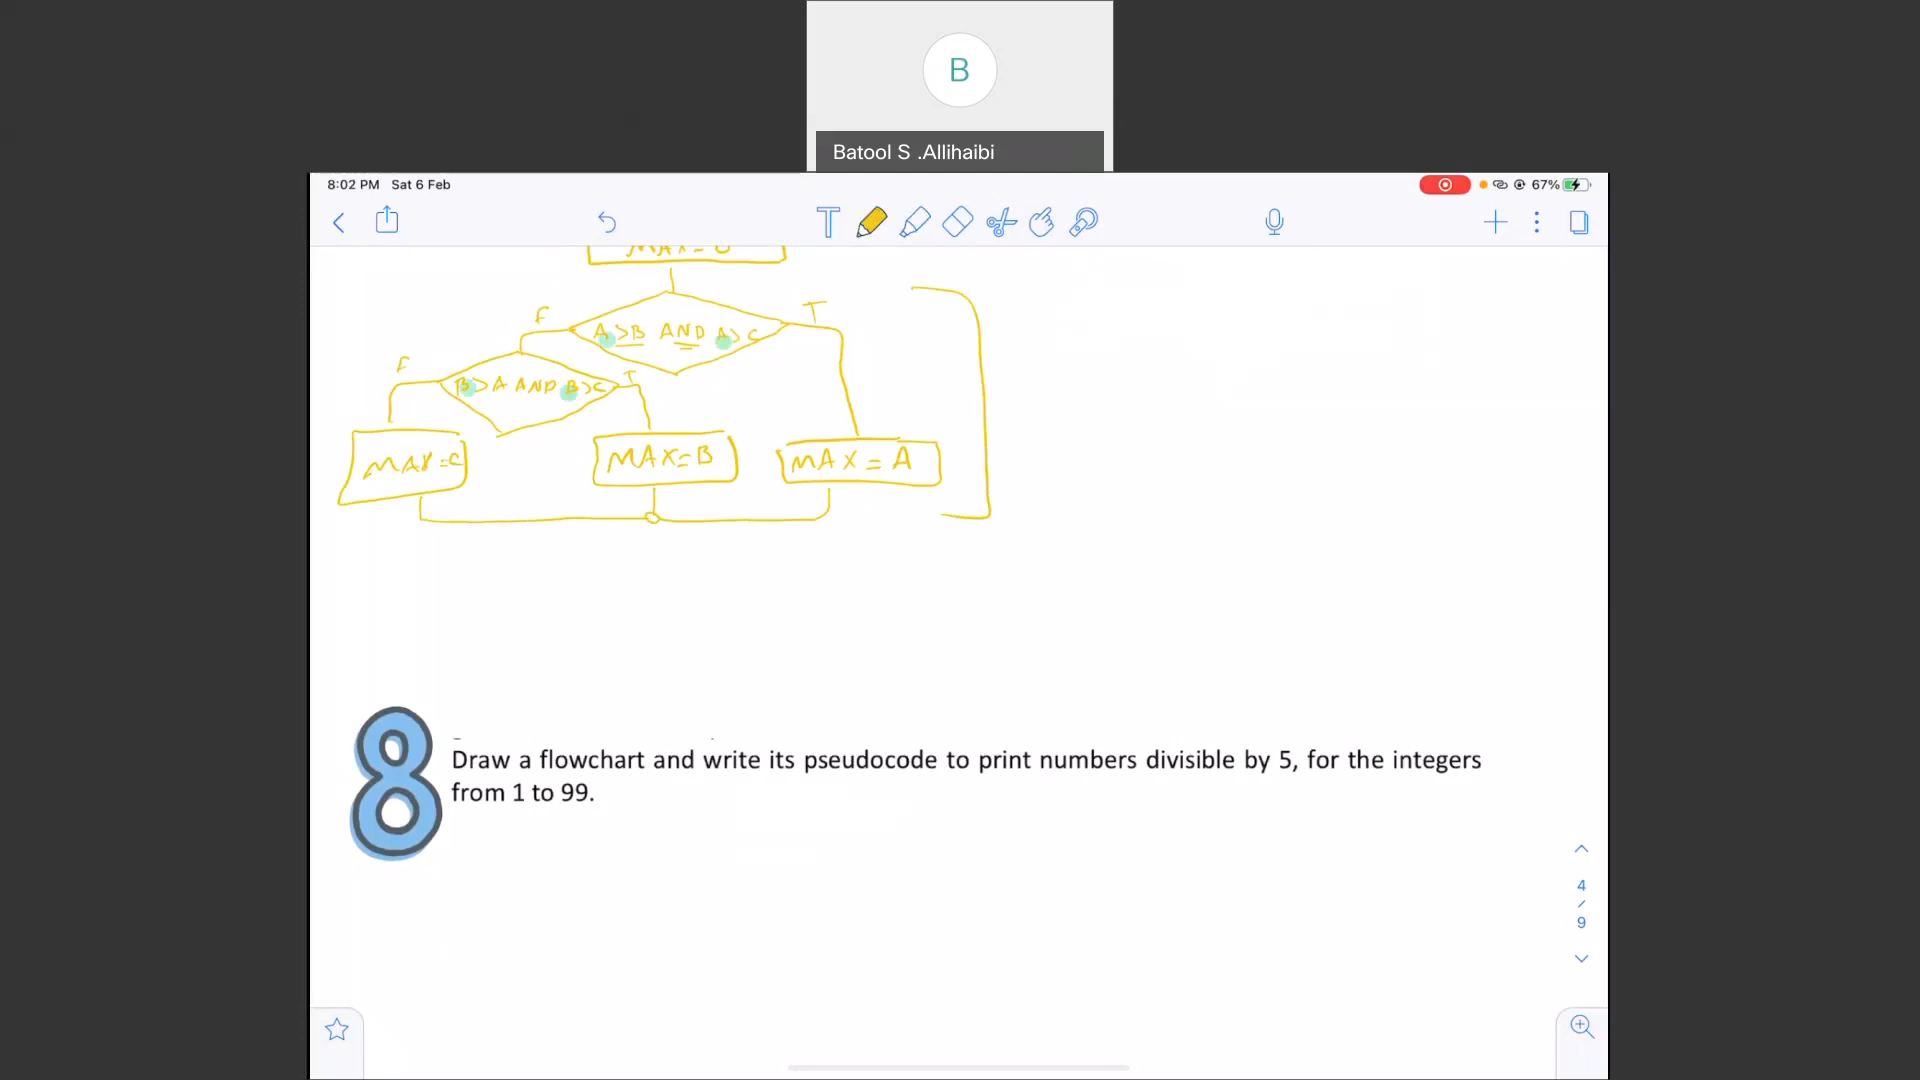 B
Batool S .Allihaibi
8:02 PM Sat 6 Feb
67%
T
F
T
A>B AND A>C
F
B>A AND B>C
T
MAX=C
MAX=B
MAX = A
8
Draw a flowchart and write its pseudocode to print numbers divisible by 5, for the integers
from 1 to 99.
4
/
9